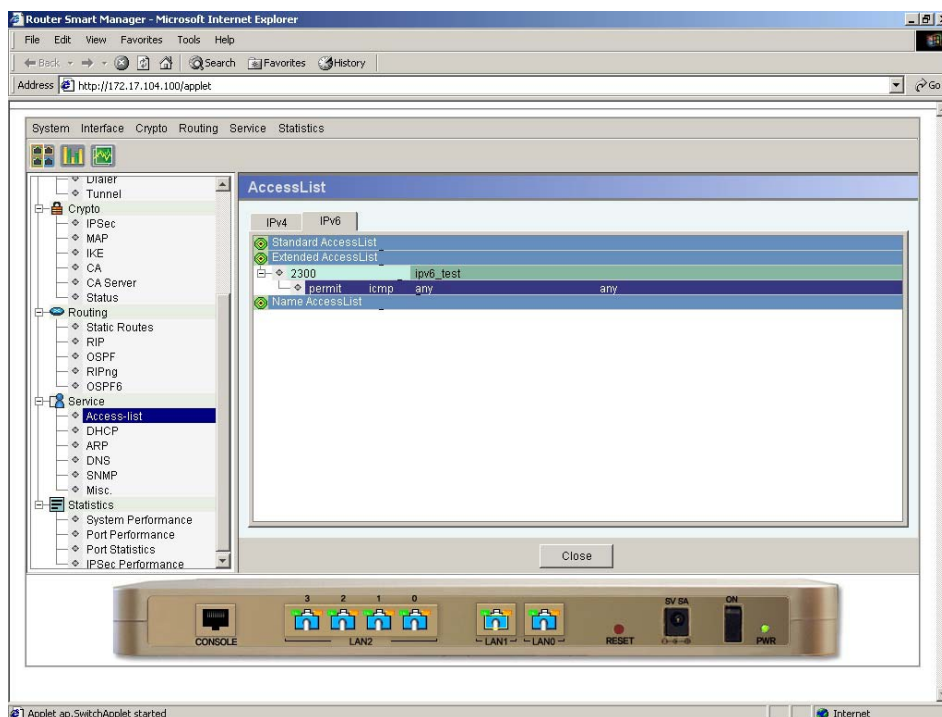 Router Smart Manager - Microsoft Internet Explorer
File Edit View Favorites Tools Help
Back Search Favorites History
Address http://172.17.104.100/applet Go
System Interface Crypto Routing Service Statistics
Dialer
Tunnel
Crypto
IPSec
MAP
IKE
CA
CA Server
Status
Routing
Static Routes
RIP
OSPF
RIPng
OSPF6
Service
Access-list
DHCP
ARP
DNS
SNMP
Misc.
Statistics
System Performance
Port Performance
Port Statistics
IPSec Performance
AccessList
IPv4 IPv6
Standard AccessList
Extended AccessList
2300 ipv6_test
permit icmp any any
Name AccessList
Close
3 2 1 0
CONSOLE LAN2 LAN1 LAN0 RESET 5V 5A ON PWR
Applet ap.SwitchApplet started Internet